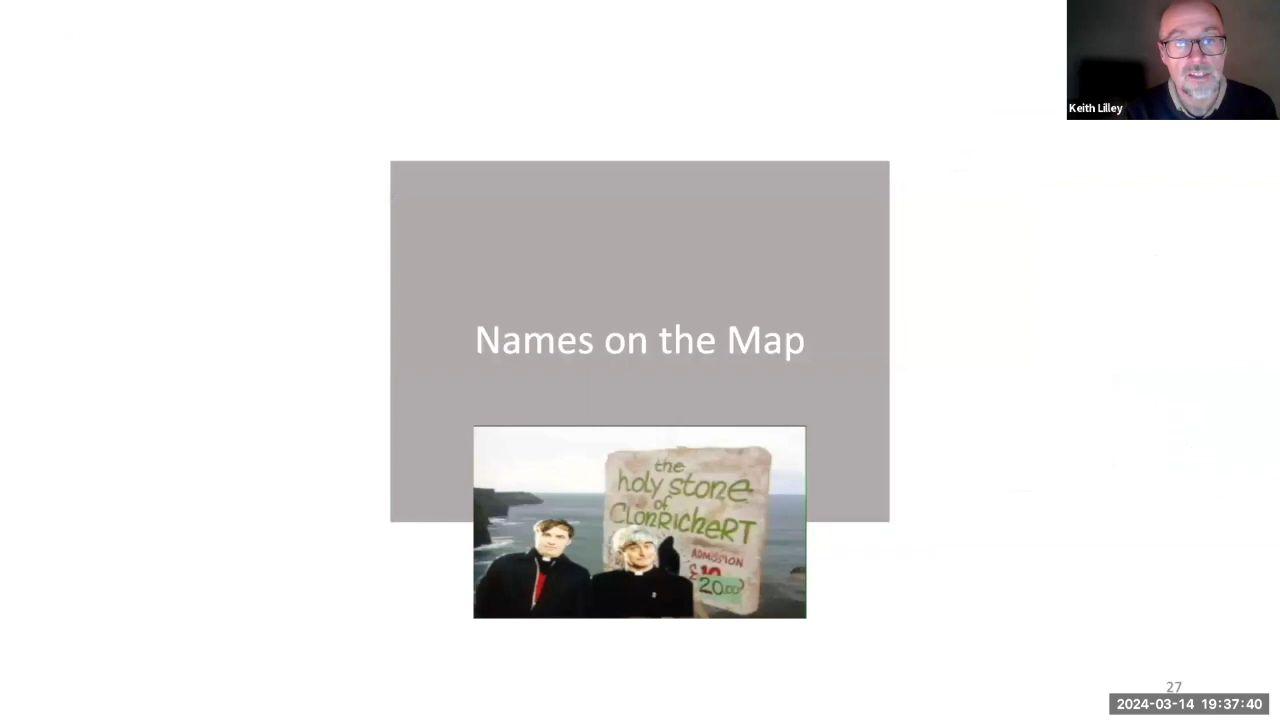 Keith Lilley
Names on the Map
the
holy stone
of
CLONRICHERT
ADMISSION
£10
20.00
27
2024-03-14 19:37:40